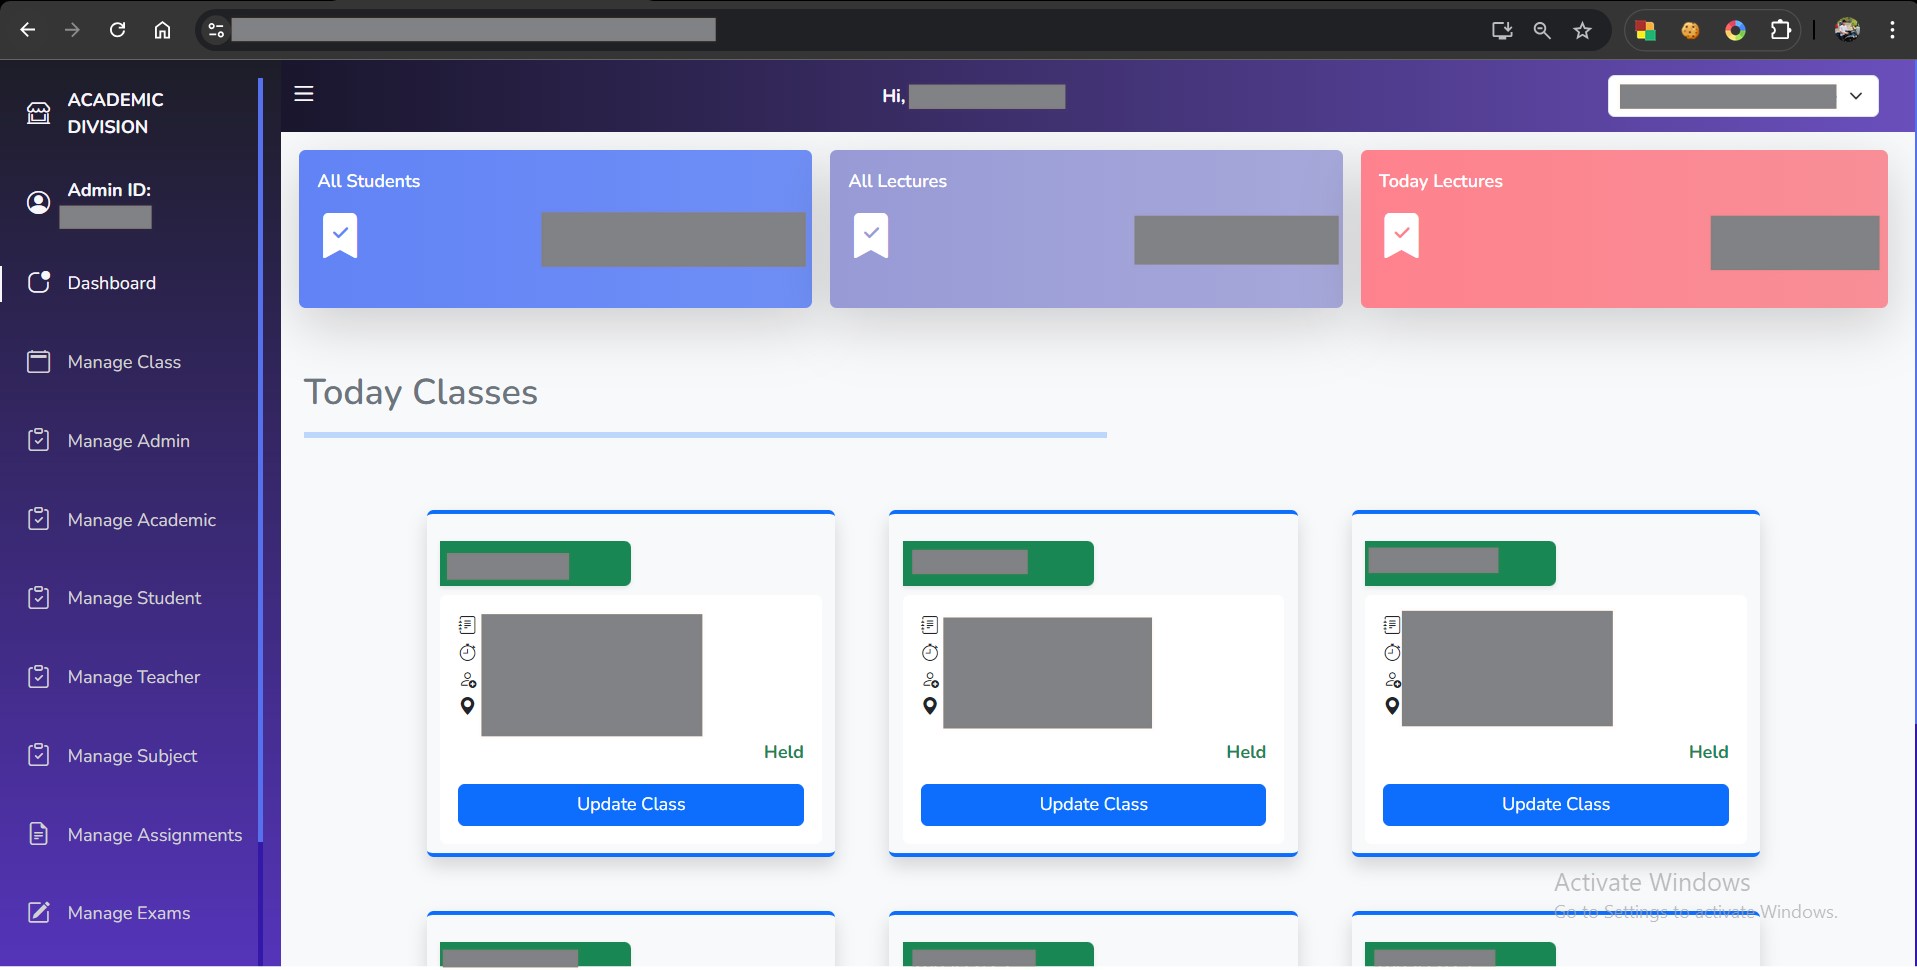 ACADEMIC
DIVISION
Admin ID:
Dashboard
Manage Class
Manage Admin
Manage Academic
Manage Student
Manage Teacher
Manage Subject
Manage Assignments
Manage Exams
Hi,
All Students
All Lectures
Today Lectures
Today Classes
Held
Update Class
Held
Update Class
Held
Update Class
Activate Windows
Go to Settings to activate Windows.